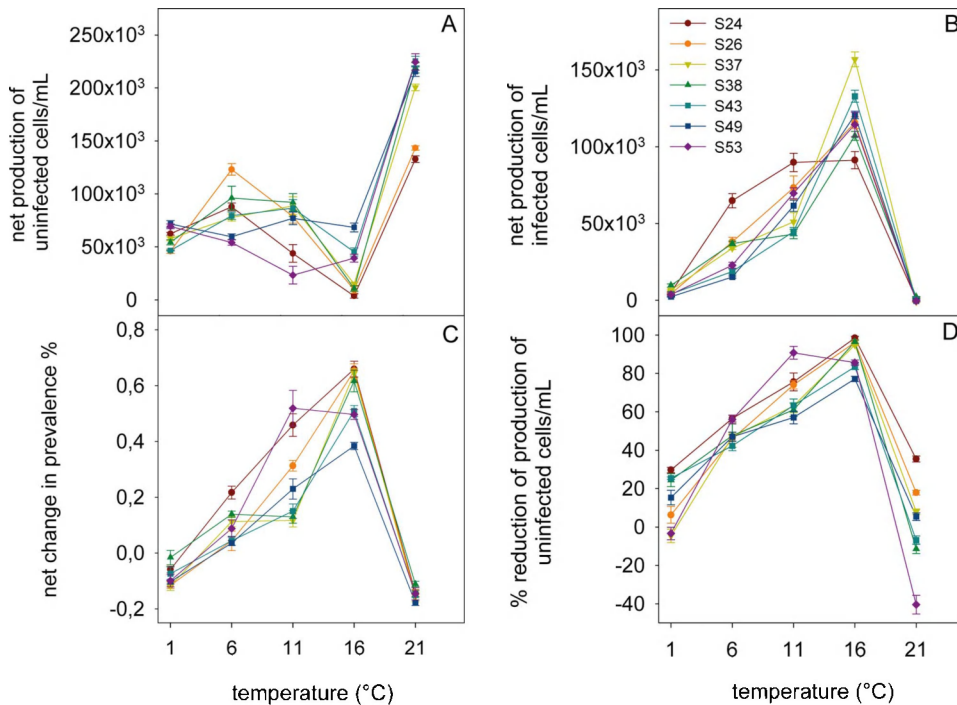 A
250x10³
200x10³
150x10³
100x10³
50x10³
0
net production of
uninfected cells/mL
B
S24
S26
S37
S38
S43
S49
S53
150x10³
100x10³
50x10³
0
net production of
infected cells/mL
C
0,8
0,6
0,4
0,2
0,0
-0,2
net change in prevalence %
1 6 11 16 21
temperature (°C)
D
100
80
60
40
20
0
-20
-40
% reduction of production of
uninfected cells/mL
1 6 11 16 21
temperature (°C)